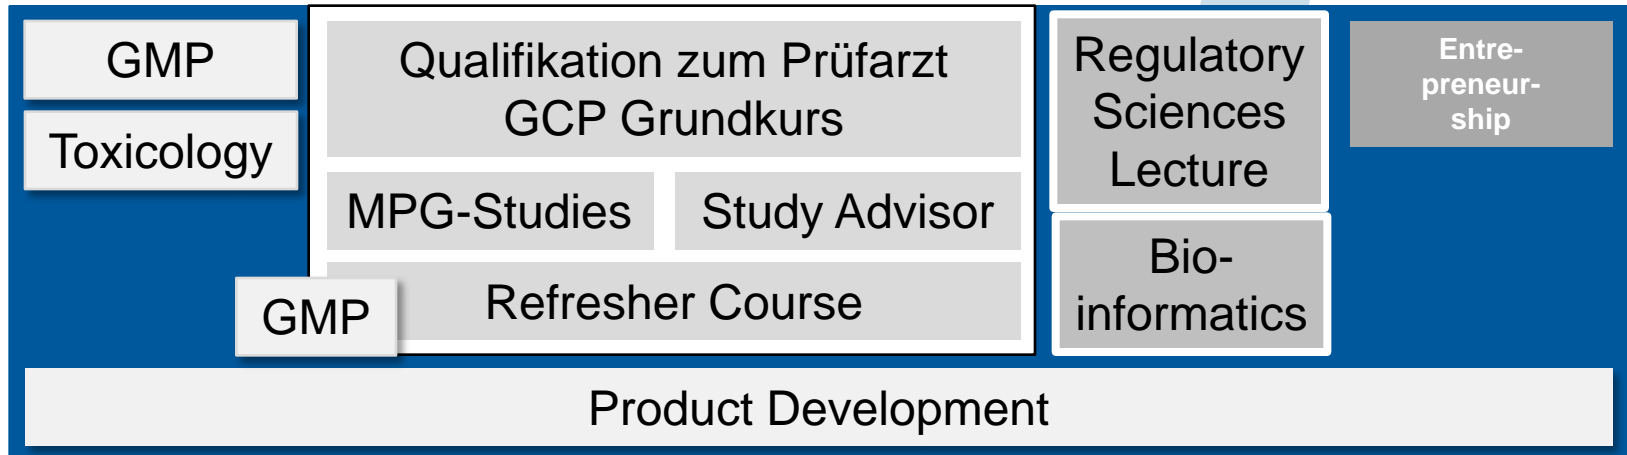 GMP
Toxicology
Qualifikation zum Prüfarzt
GCP Grundkurs
MPG-Studies
Study Advisor
GMP
Refresher Course
Regulatory
Sciences
Lecture
Bio-
informatics
Entre-
preneur-
ship
Product Development